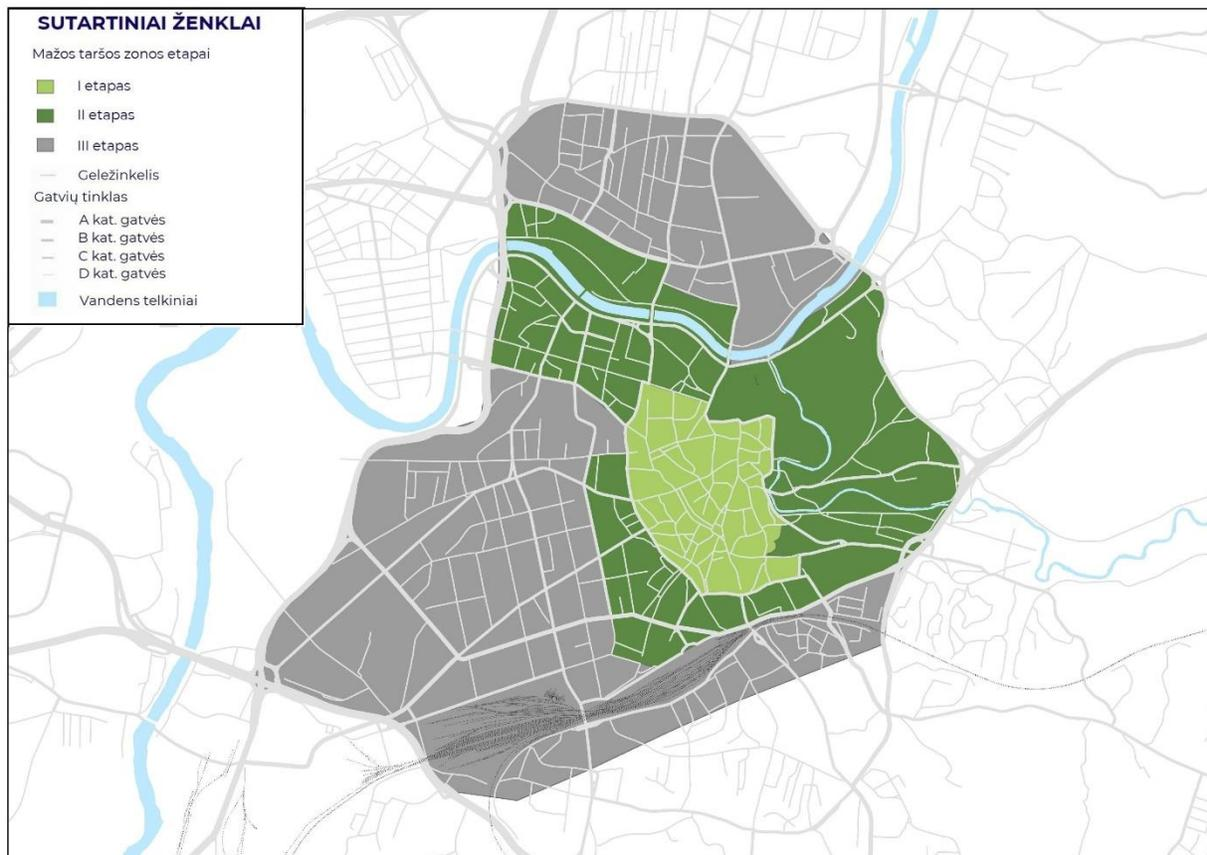 SUTARTINIAI ŽENKLAI
Mažos taršos zonos etapai
I etapas
II etapas
III etapas
Geležinkelis
Gatvių tinklas
A kat. gatvės
B kat. gatvės
C kat. gatvės
D kat. gatvės
Vandens telkiniai